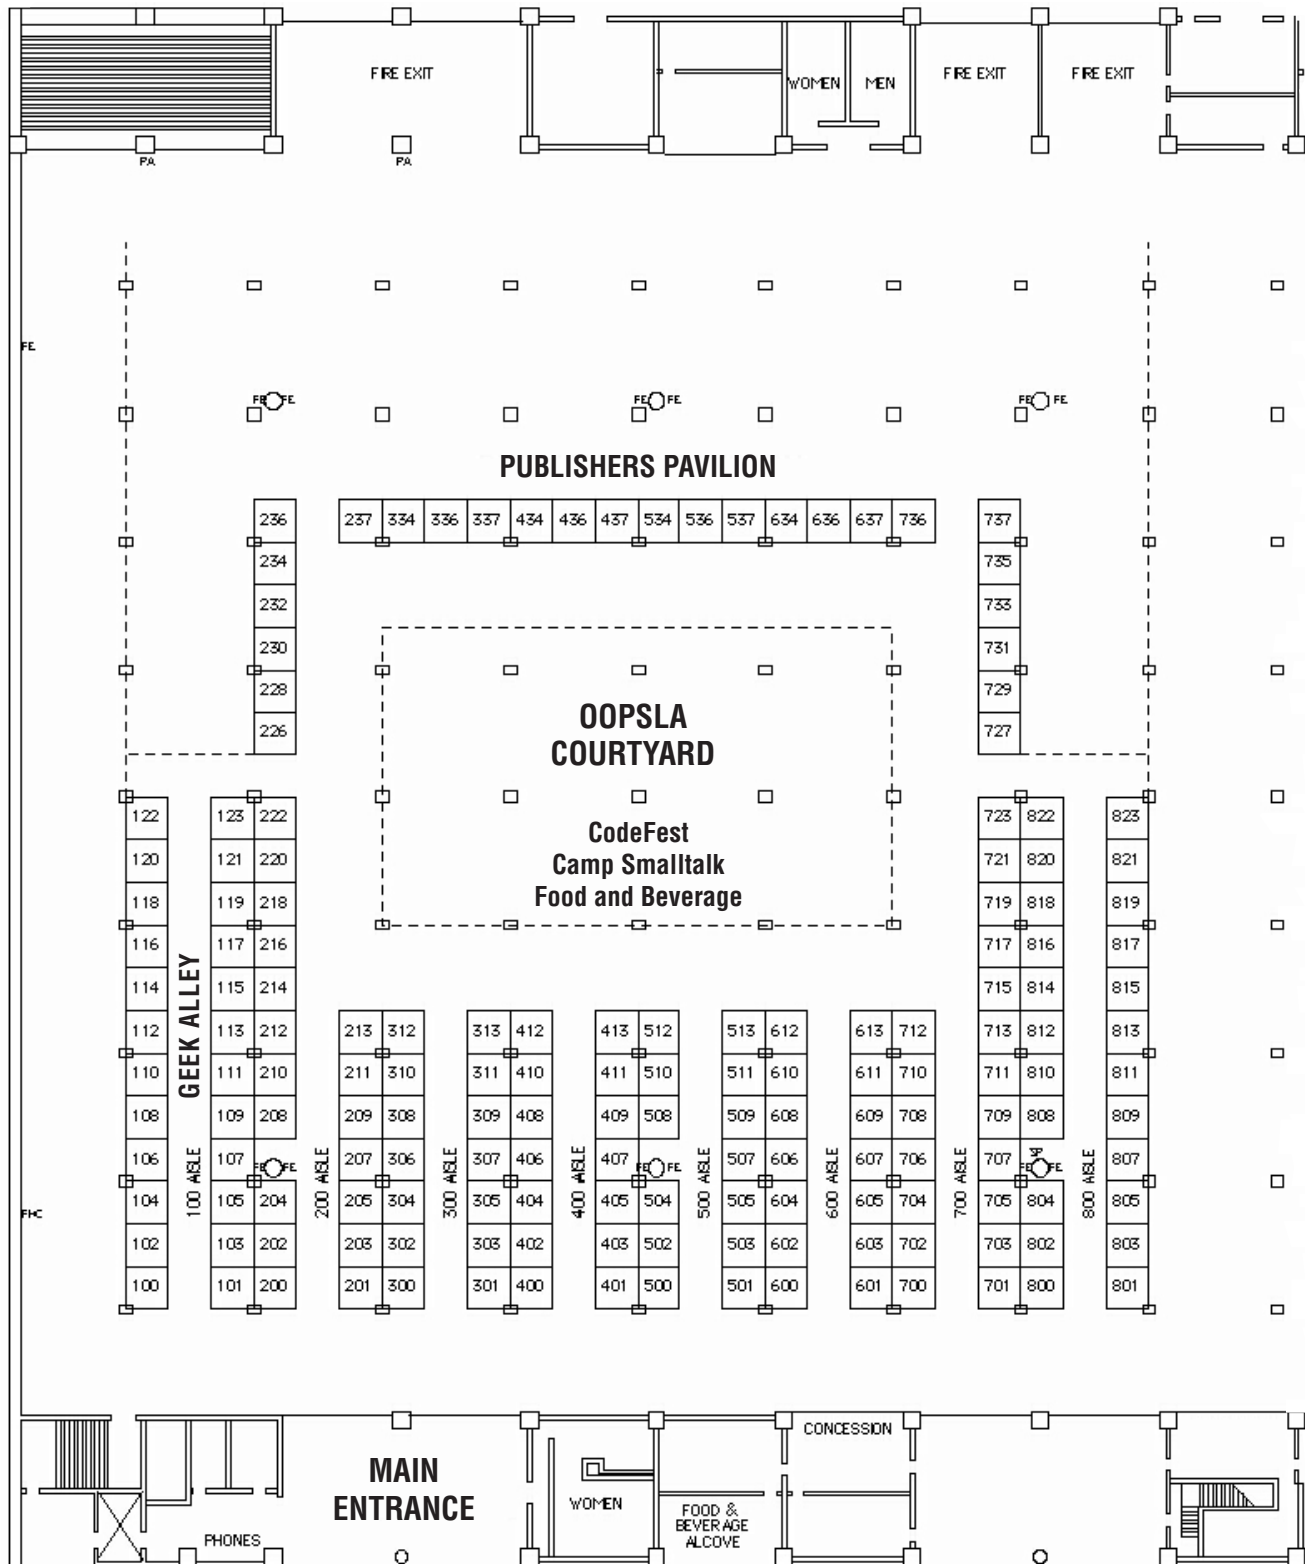 FIRE EXIT
WOMEN MEN
FIRE EXIT FIRE EXIT
PA PA
FE
FE FE FE FE FE FE
PUBLISHERS PAVILION
236 237 334 336 337 434 436 437 534 536 537 634 636 637 736 737
234 735
232 733
230 731
228 729
226 727
OOPSLA
COURTYARD
CodeFest
Camp Smalltalk
Food and Beverage
122 123 222 723 822 823
120 121 220 721 820 821
118 119 218 719 818 819
116 117 216 717 816 817
114 115 214 715 814 815
GEEK ALLEY
112 113 212 213 312 313 412 413 512 513 612 613 712 713 812 813
110 111 210 211 310 311 410 411 510 511 610 611 710 711 810 811
108 109 208 209 308 309 408 409 508 509 608 609 708 709 808 809
106 107 FE FE 207 306 307 406 407 FE FE 507 606 607 706 707 FE FE 807
100 AISLE 200 AISLE 300 AISLE 400 AISLE 500 AISLE 600 AISLE 700 AISLE 800 AISLE
104 105 204 205 304 305 404 405 504 505 604 605 704 705 804 805
FHC
102 103 202 203 302 303 402 403 502 503 602 603 702 703 802 803
100 101 200 201 300 301 400 401 500 501 600 601 700 701 800 801
CONCESSION
MAIN
ENTRANCE
WOMEN
FOOD &
BEVERAGE
ALCOVE
PHONES